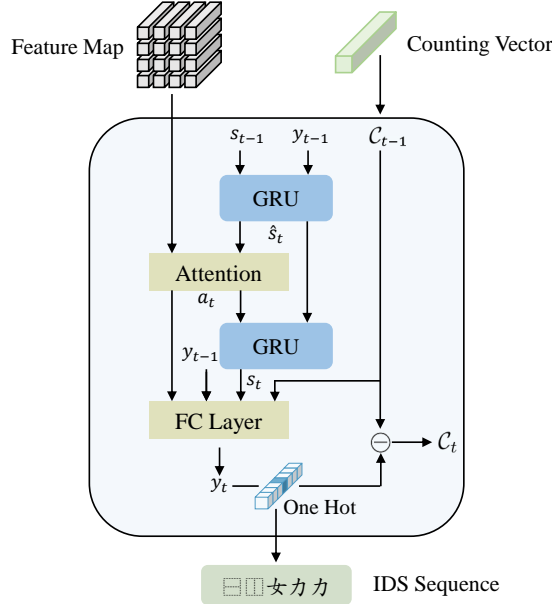 Feature Map
Counting Vector
s_{t-1} y_{t-1} 𝒞_{t-1}
GRU
ŝ_t
Attention
a_t
GRU
y_{t-1} s_t
FC Layer
⊖ 𝒞_t
y_t
One Hot
⿱⿰女力力 IDS Sequence